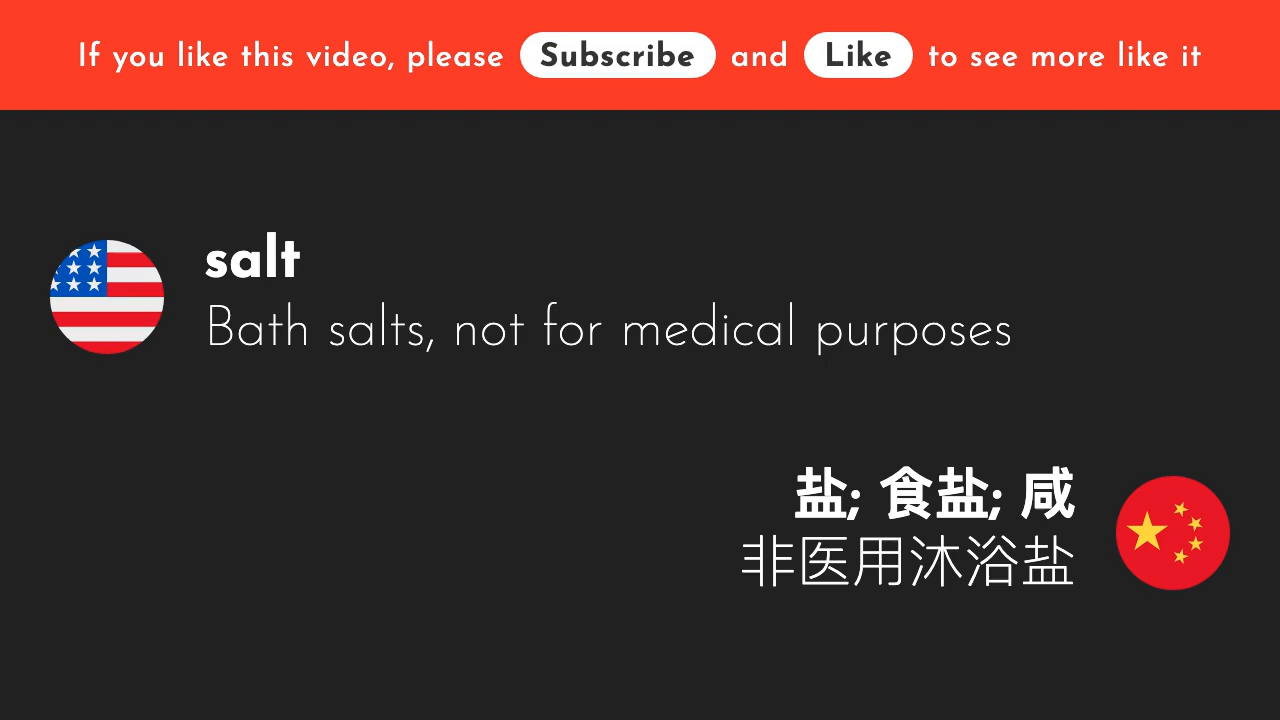 If you like this video, please Subscribe and Like to see more like it
salt
Bath salts, not for medical purposes
盐; 食盐; 咸
非医用沐浴盐